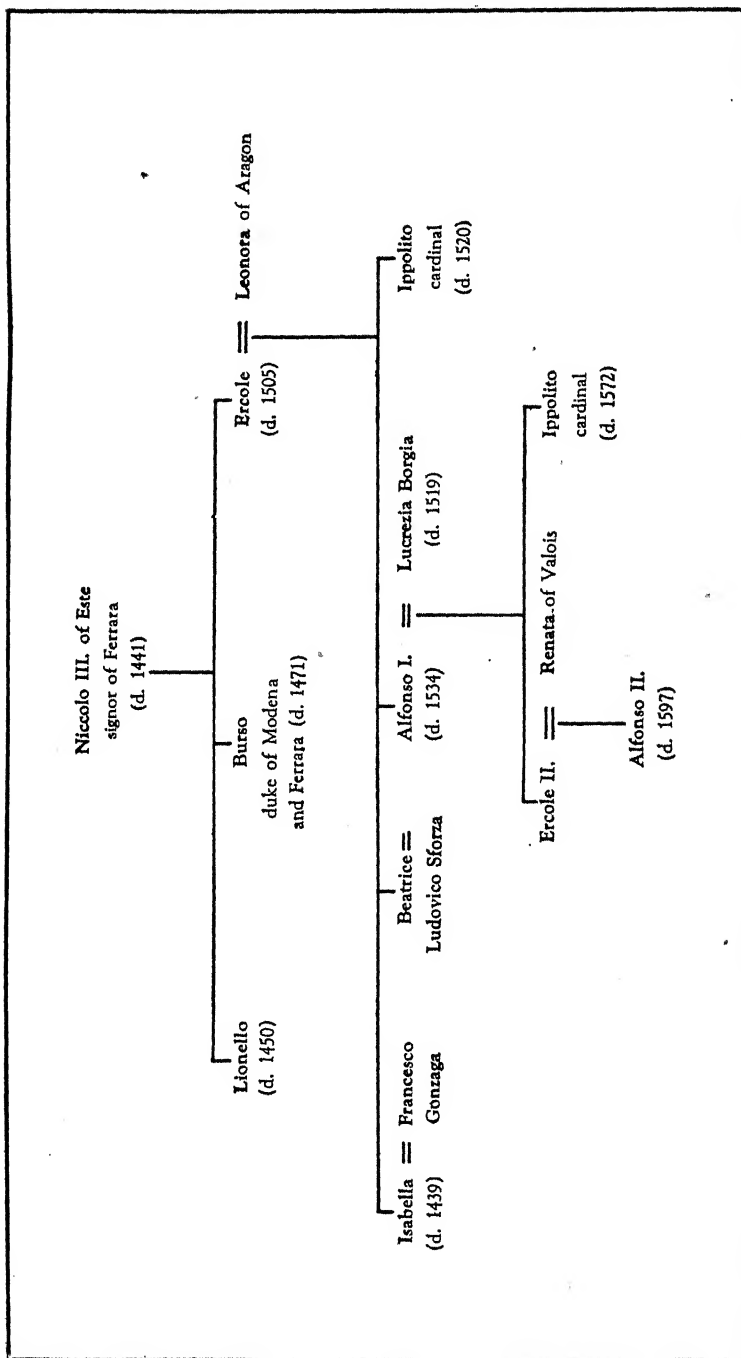 Niccolo III. of Este
signor of Ferrara
(d. 1441)
Lionello
(d. 1450)
Burso
duke of Modena
and Ferrara (d. 1471)
Ercole = Leonora of Aragon
(d. 1505)
Isabella = Francesco
(d. 1439) Gonzaga
Beatrice =
Ludovico Sforza
Alfonso I. = Lucrezia Borgia
(d. 1534) (d. 1519)
Ippolito
cardinal
(d. 1520)
Ercole II. = Renata of Valois
Ippolito
cardinal
(d. 1572)
Alfonso II.
(d. 1597)